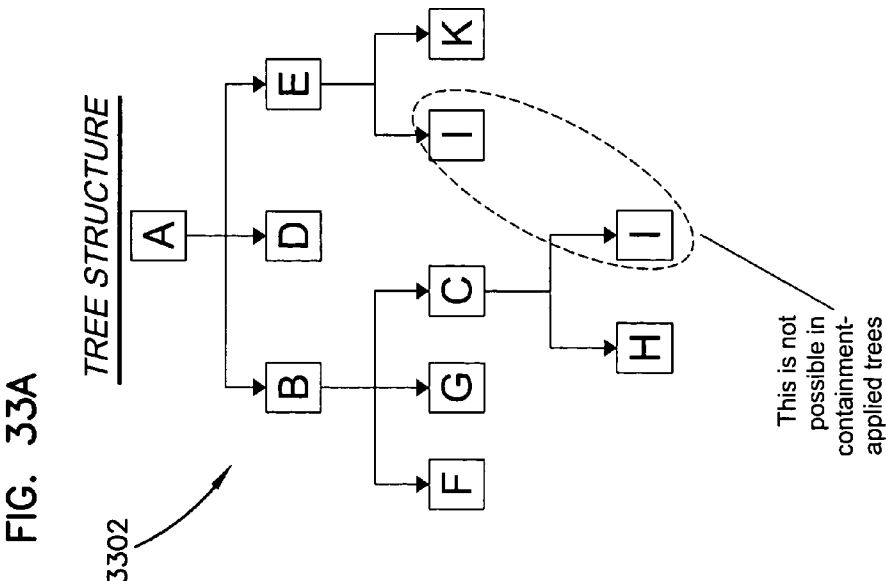 FIG. 33A
3302
TREE STRUCTURE
A
B
D
E
F
G
C
I
K
H
I
This is not
possible in
containment-
applied trees